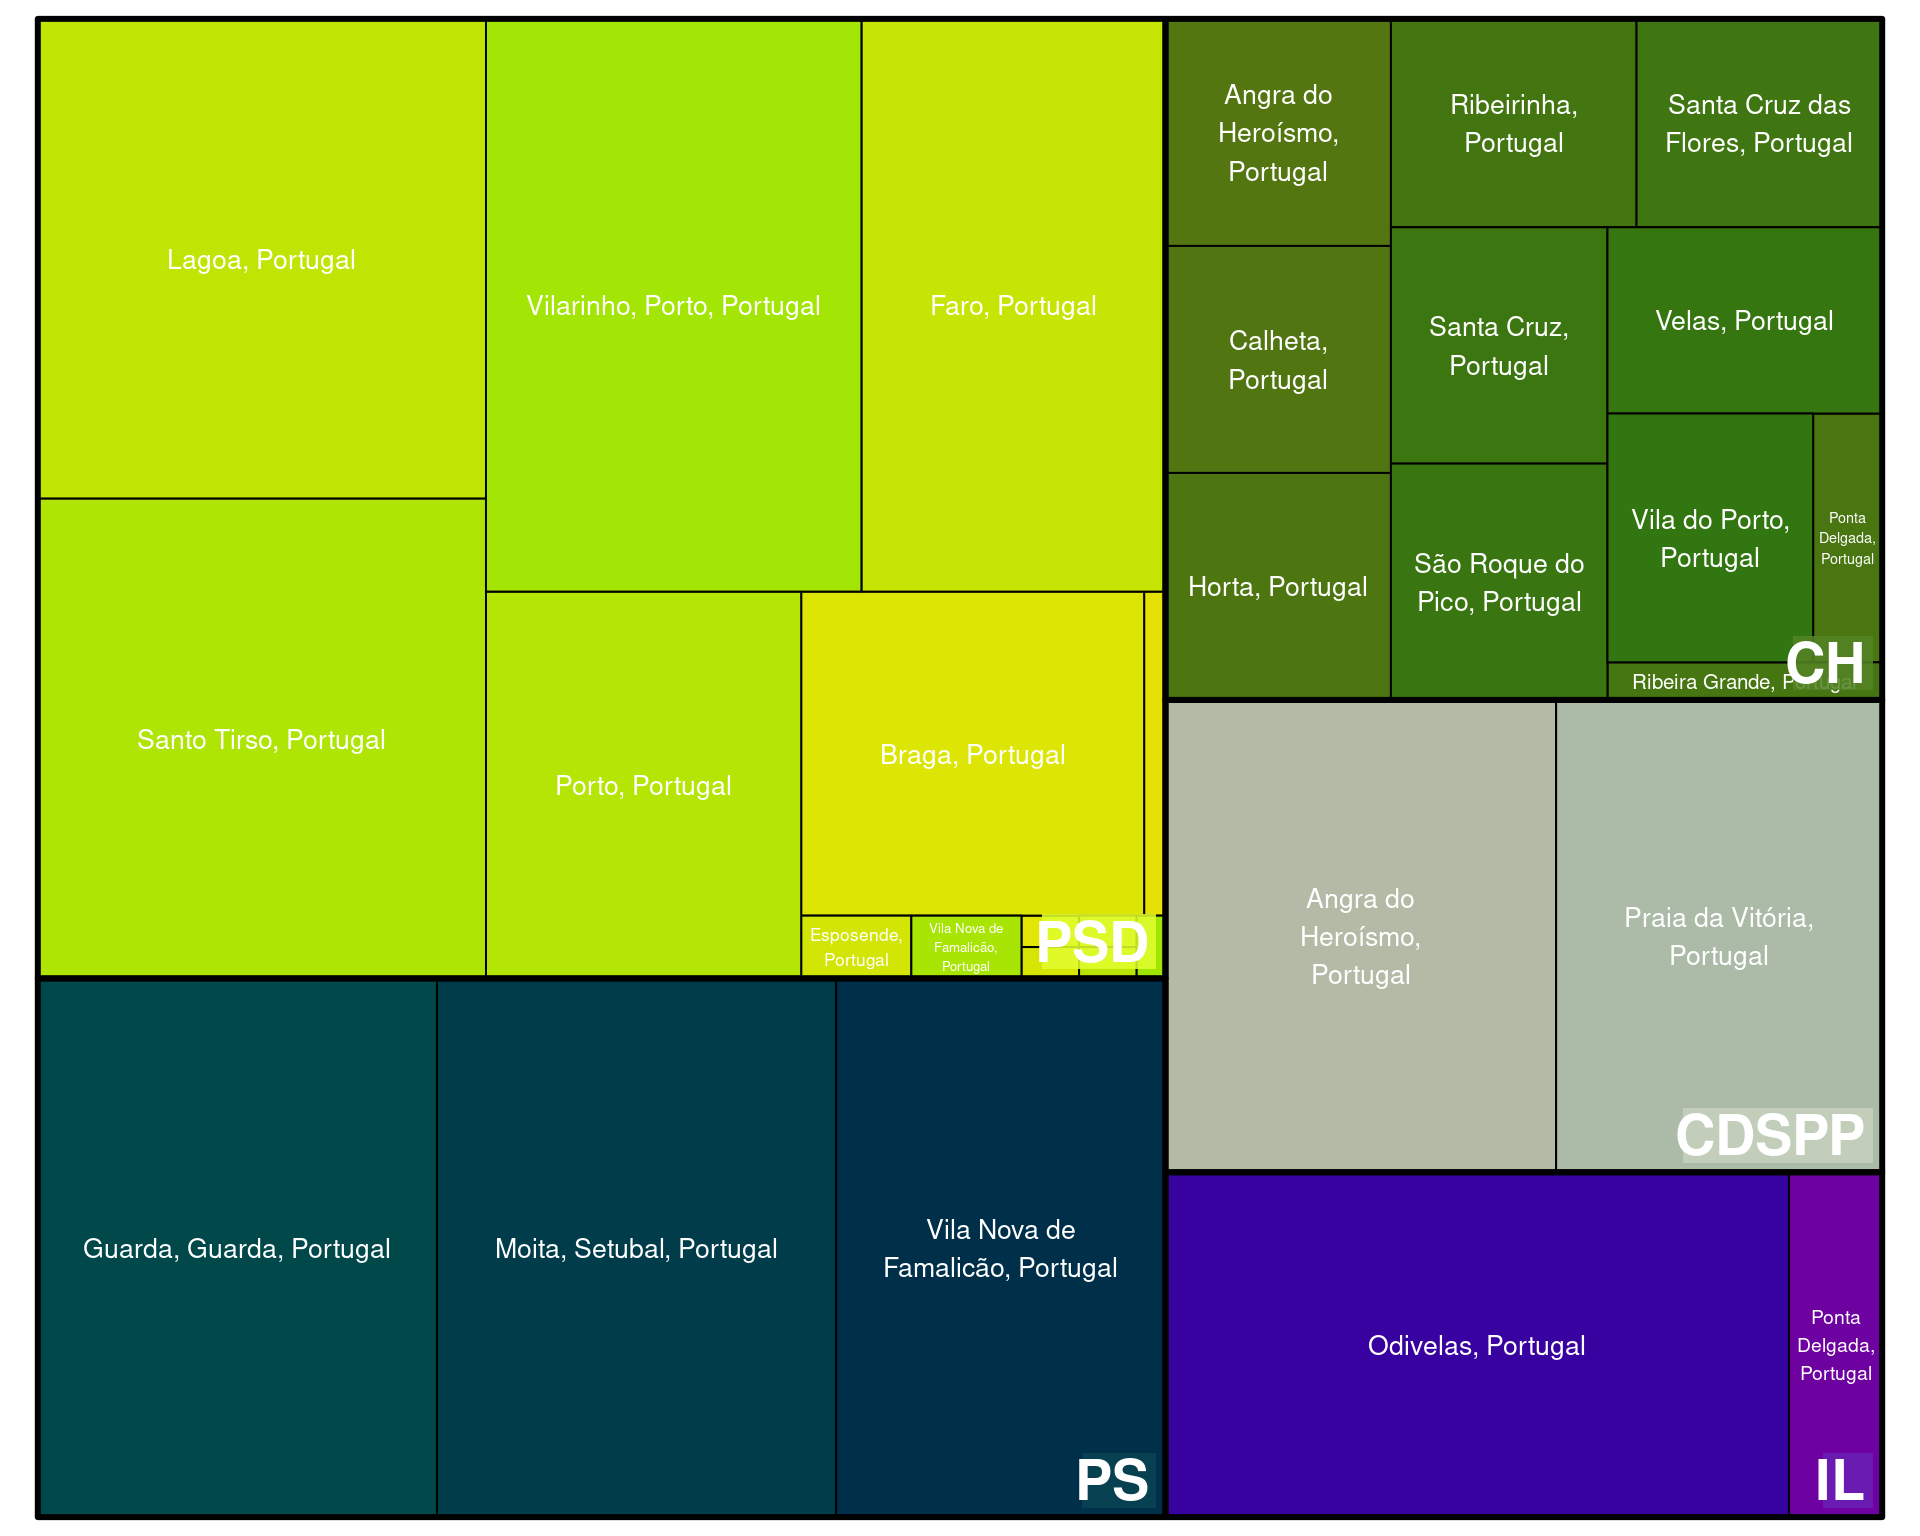 Lagoa, Portugal
Vilarinho, Porto, Portugal
Faro, Portugal
Santo Tirso, Portugal
Porto, Portugal
Braga, Portugal
Esposende,
Portugal
Vila Nova de
Famalicão,
Portugal
PSD
Angra do
Heroísmo,
Portugal
Ribeirinha,
Portugal
Santa Cruz das
Flores, Portugal
Calheta,
Portugal
Santa Cruz,
Portugal
Velas, Portugal
Horta, Portugal
São Roque do
Pico, Portugal
Vila do Porto,
Portugal
Ponta
Delgada,
Portugal
Ribeira Grande, Portugal
CH
Guarda, Guarda, Portugal
Moita, Setubal, Portugal
Vila Nova de
Famalicão, Portugal
PS
Angra do
Heroísmo,
Portugal
Praia da Vitória,
Portugal
CDSPP
Odivelas, Portugal
Ponta
Delgada,
Portugal
IL